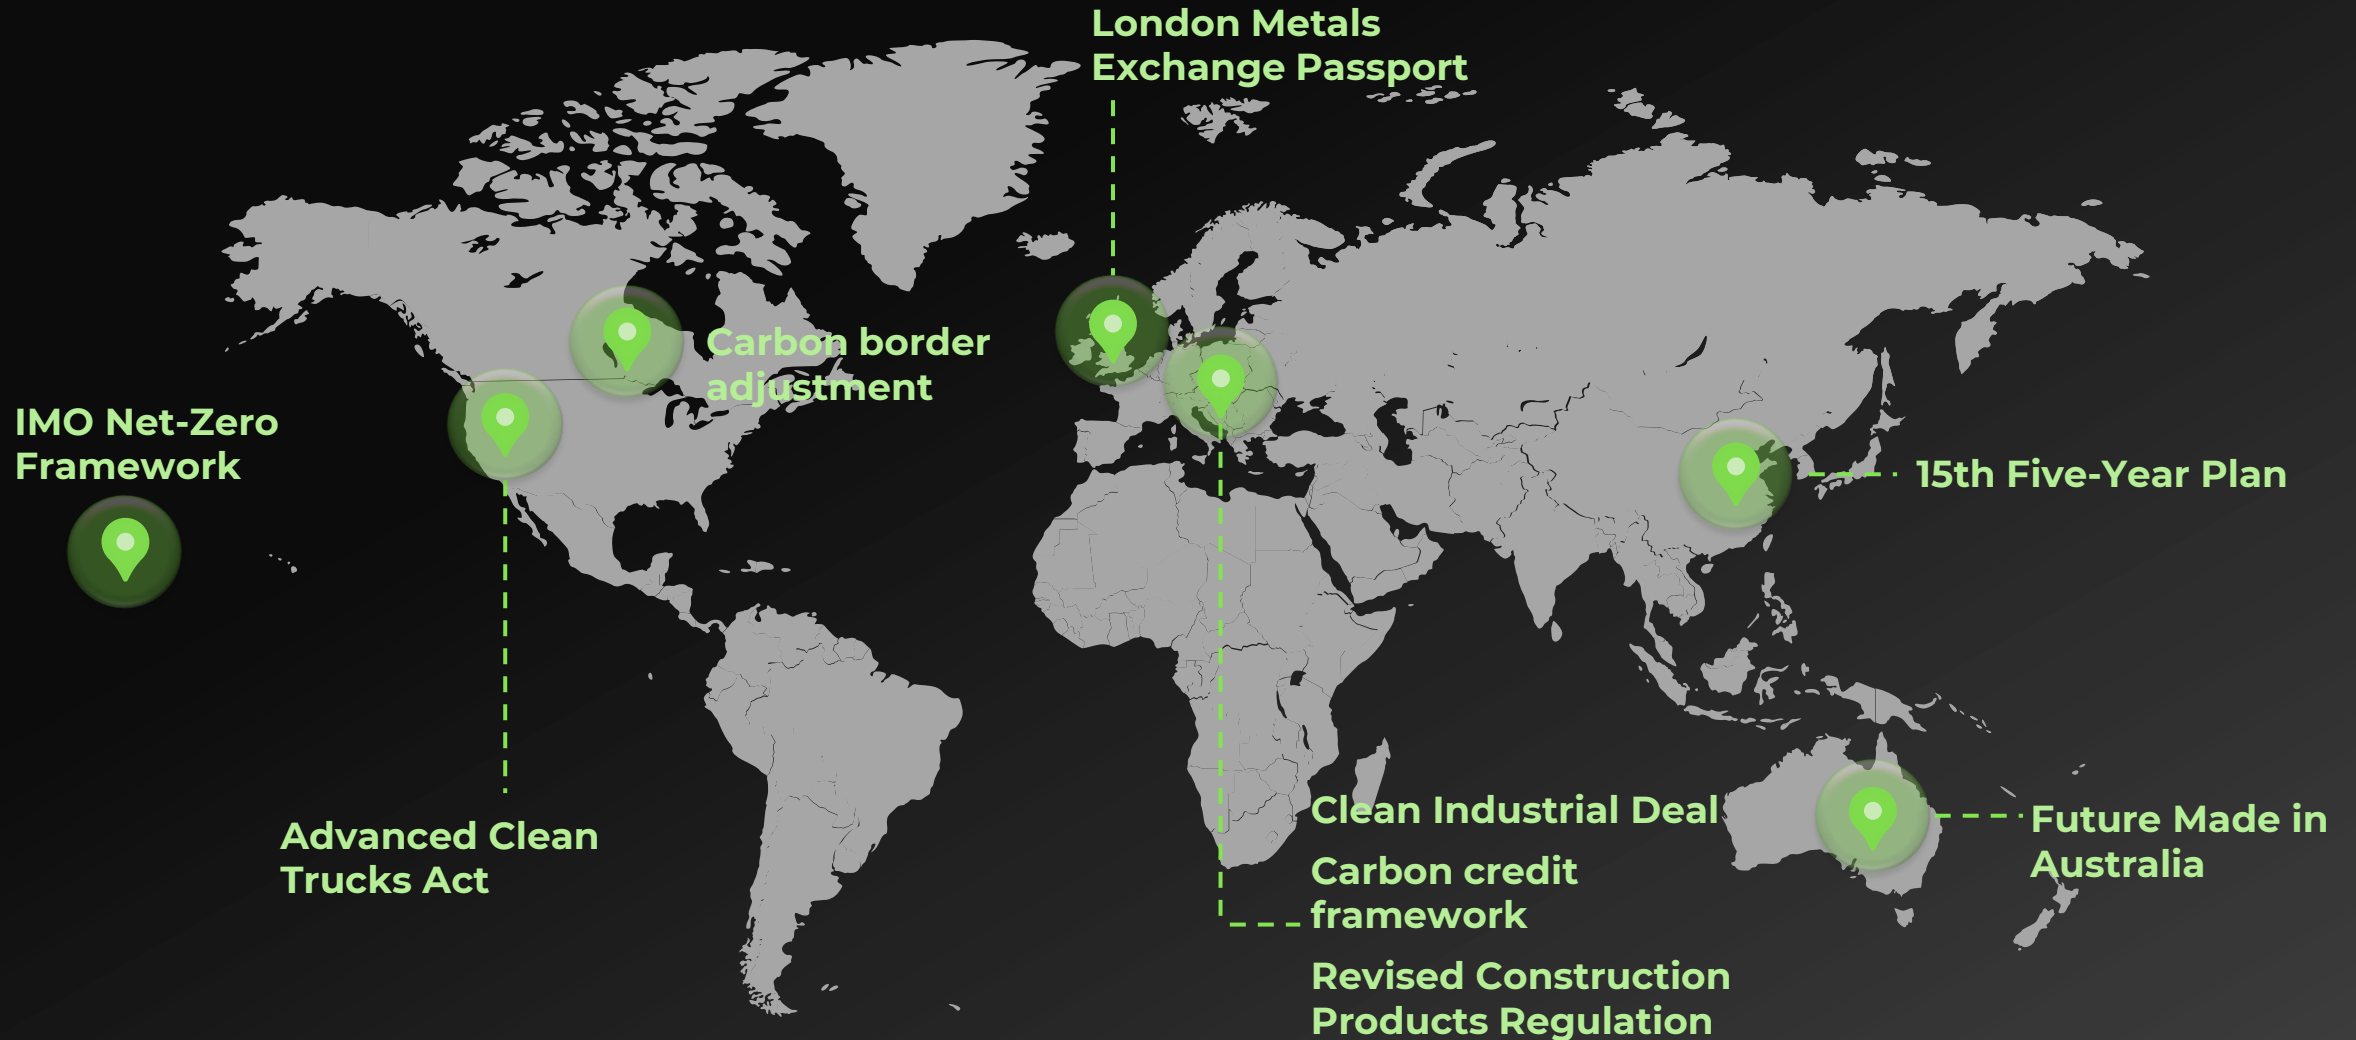 London Metals
Exchange Passport
Carbon border
adjustment
IMO Net-Zero
Framework
15th Five-Year Plan
Advanced Clean
Trucks Act
Clean Industrial Deal
Carbon credit
framework
Revised Construction
Products Regulation
Future Made in
Australia